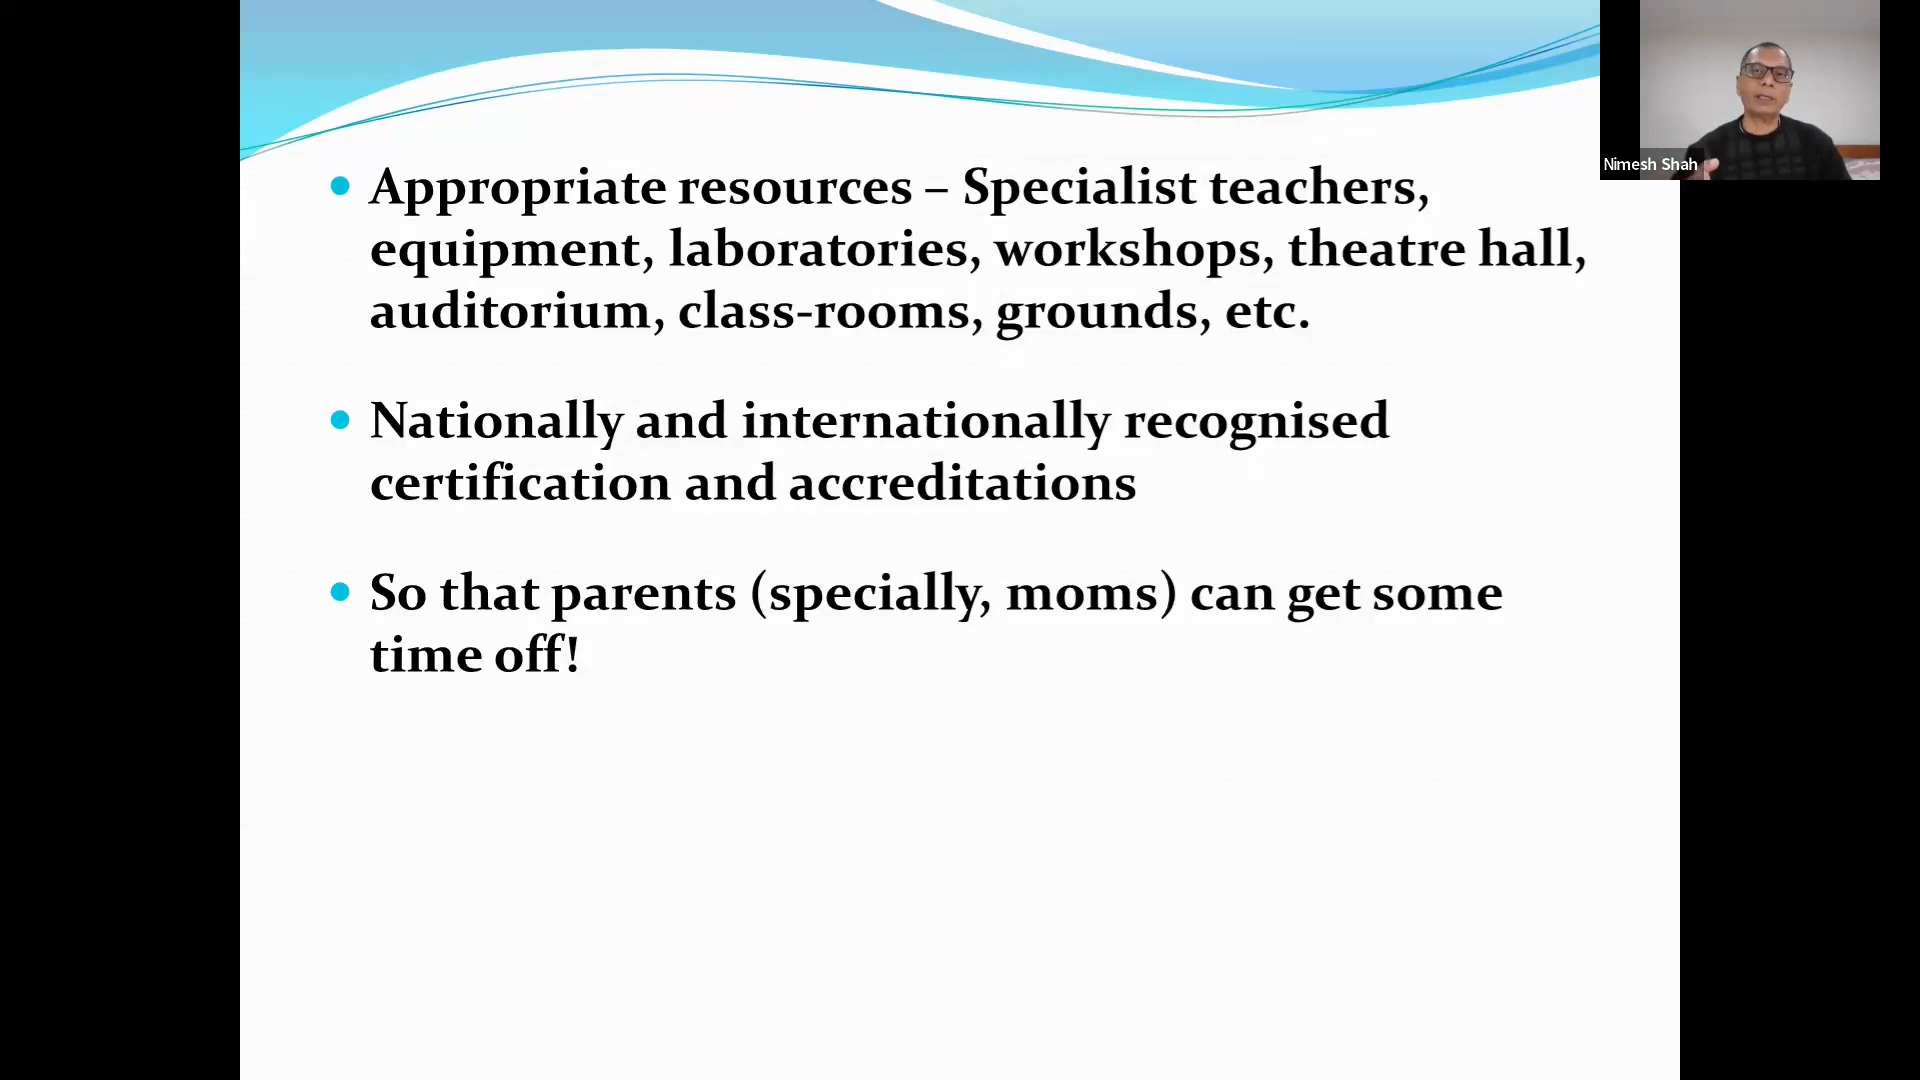 Appropriate resources – Specialist teachers,
equipment, laboratories, workshops, theatre hall,
auditorium, class-rooms, grounds, etc.
Nationally and internationally recognised
certification and accreditations
So that parents (specially, moms) can get some
time off!
Nimesh Shah